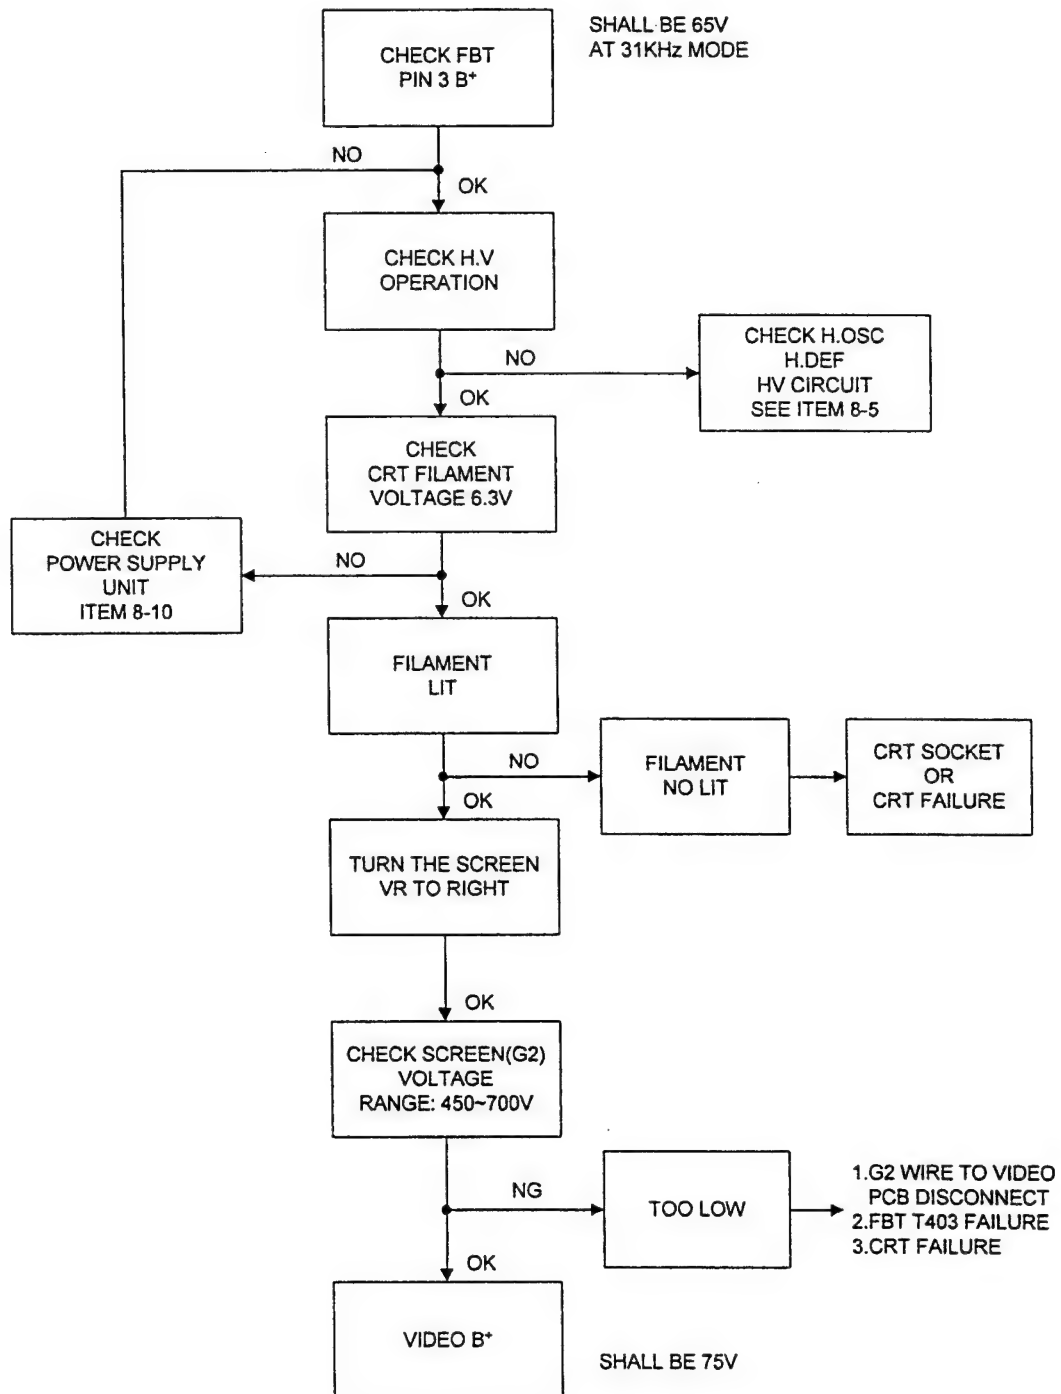 SHALL BE 65V
AT 31KHz MODE
CHECK FBT
PIN 3 B+
NO
OK
CHECK H.V
OPERATION
NO
CHECK H.OSC
H.DEF
HV CIRCUIT
SEE ITEM 8-5
OK
CHECK
CRT FILAMENT
VOLTAGE 6.3V
CHECK
POWER SUPPLY
UNIT
ITEM 8-10
NO
OK
FILAMENT
LIT
NO
FILAMENT
NO LIT
CRT SOCKET
OR
CRT FAILURE
OK
TURN THE SCREEN
VR TO RIGHT
OK
CHECK SCREEN(G2)
VOLTAGE
RANGE: 450~700V
NG
TOO LOW
1.G2 WIRE TO VIDEO
PCB DISCONNECT
2.FBT T403 FAILURE
3.CRT FAILURE
OK
VIDEO B+
SHALL BE 75V